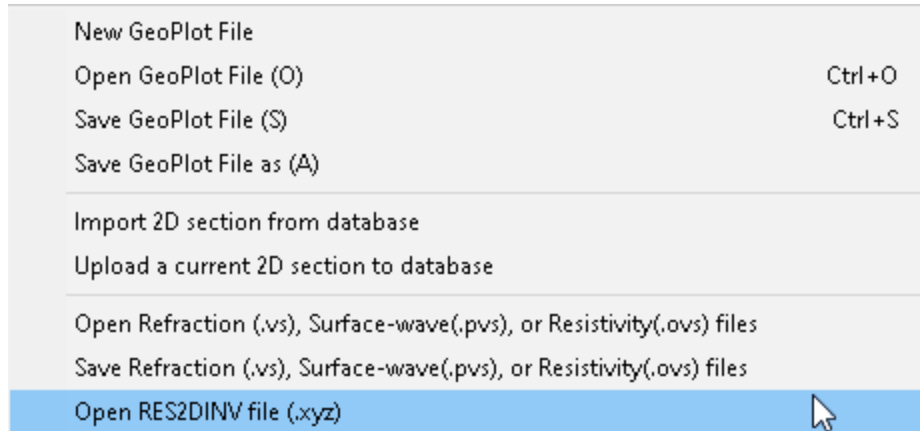 New GeoPlot File
Open GeoPlot File (O) Ctrl+O
Save GeoPlot File (S) Ctrl+S
Save GeoPlot File as (A)
Import 2D section from database
Upload a current 2D section to database
Open Refraction (.vs), Surface-wave(.pvs), or Resistivity(.ovs) files
Save Refraction (.vs), Surface-wave(.pvs), or Resistivity(.ovs) files
Open RES2DINV file (.xyz)